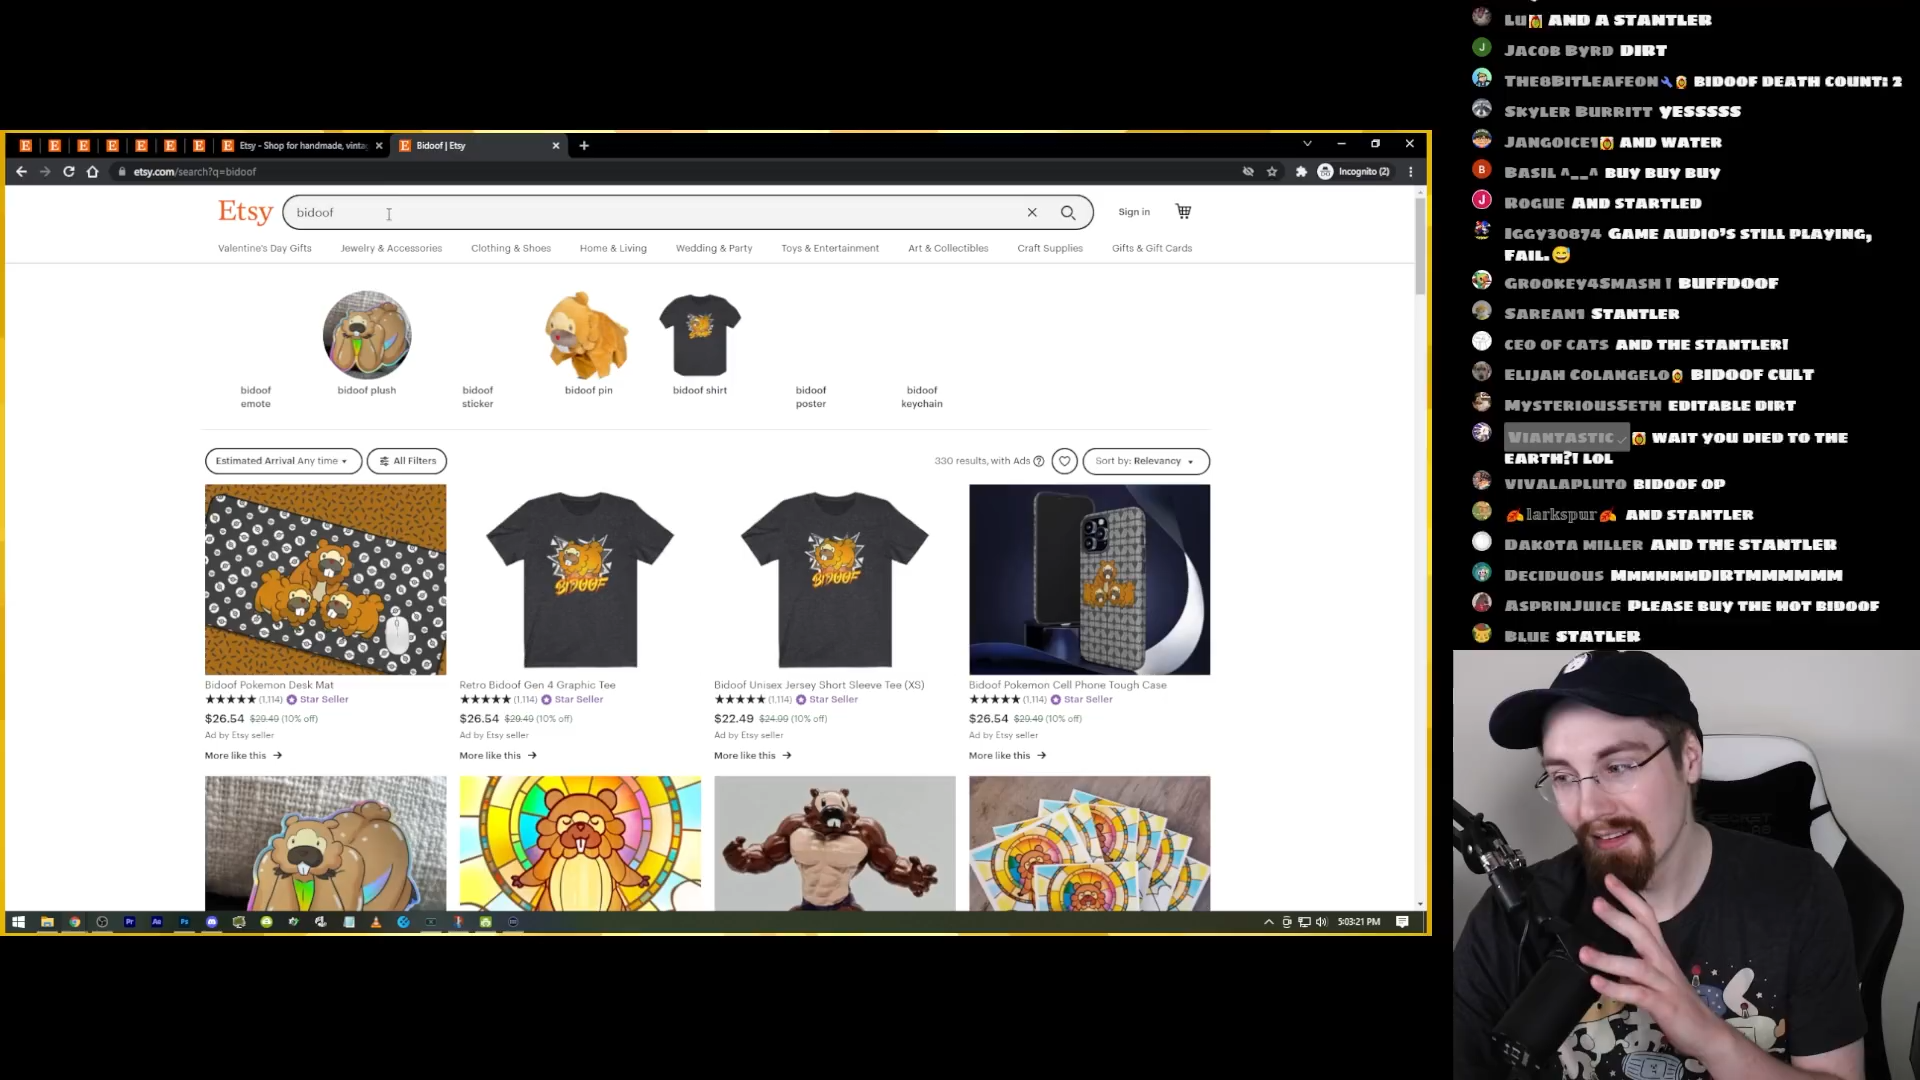 Etsy - Shop for handmade, vinta
Bidoof | Etsy
etsy.com/search?q=bidoof
Incognito (2)
Etsy
bidoof
Sign in
Valentine's Day Gifts
Jewelry & Accessories
Clothing & Shoes
Home & Living
Wedding & Party
Toys & Entertainment
Art & Collectibles
Craft Supplies
Gifts & Gift Cards
bidoof
emote
bidoof plush
bidoof
sticker
bidoof pin
bidoof shirt
bidoof
poster
bidoof
keychain
Estimated Arrival Any time
All Filters
330 results, with Ads
Sort by: Relevancy
BIDOOF
BIDOOF
Bidoof Pokemon Desk Mat
(1,114) Star Seller
$26.54 $29.49 (10% off)
Ad by Etsy seller
More like this →
Retro Bidoof Gen 4 Graphic Tee
(1,114) Star Seller
$26.54 $29.49 (10% off)
Ad by Etsy seller
More like this →
Bidoof Unisex Jersey Short Sleeve Tee (XS)
(1,114) Star Seller
$22.49 $24.99 (10% off)
Ad by Etsy seller
More like this →
Bidoof Pokemon Cell Phone Tough Case
(1,114) Star Seller
$26.54 $29.49 (10% off)
Ad by Etsy seller
More like this →
5:03:21 PM
LU AND A STANTLER
JACOB BYRD DIRT
THE8BITLEAFEON BIDOOF DEATH COUNT: 2
SKYLER BURRITT YESSSSS
JANGOICE1 AND WATER
BASIL ^__^ BUY BUY BUY
ROGUE AND STARTLED
IGGY30874 GAME AUDIO'S STILL PLAYING,
FAIL.😅
GROOKEY4SMASH ! BUFFDOOF
SAREAN1 STANTLER
CEO OF CATS AND THE STANTLER!
ELIJAH COLANGELO BIDOOF CULT
MYSTERIOUSSETH EDITABLE DIRT
VIANTASTIC WAIT YOU DIED TO THE
EARTH?! LOL
VIVALAPLUTO BIDOOF OP
🍂larkspur🍂 AND STANTLER
DAKOTA MILLER AND THE STANTLER
DECIDUOUS MMMMMMDIRTMMMMMM
ASPRINJUICE PLEASE BUY THE HOT BIDOOF
BLUE STATLER